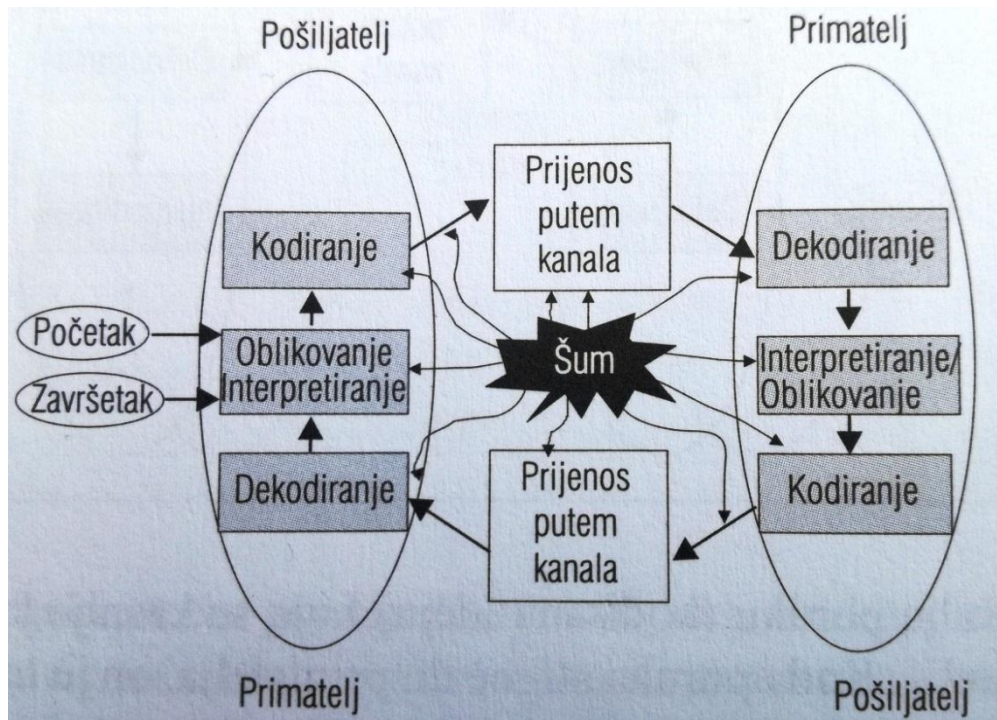 Pošiljatelj
Primatelj
Prijenos
putem
kanala
Kodiranje
Dekodiranje
Početak
Oblikovanje
Interpretiranje
Šum
Interpretiranje/
Oblikovanje
Završetak
Dekodiranje
Prijenos
putem
kanala
Kodiranje
Primatelj
Pošiljatelj